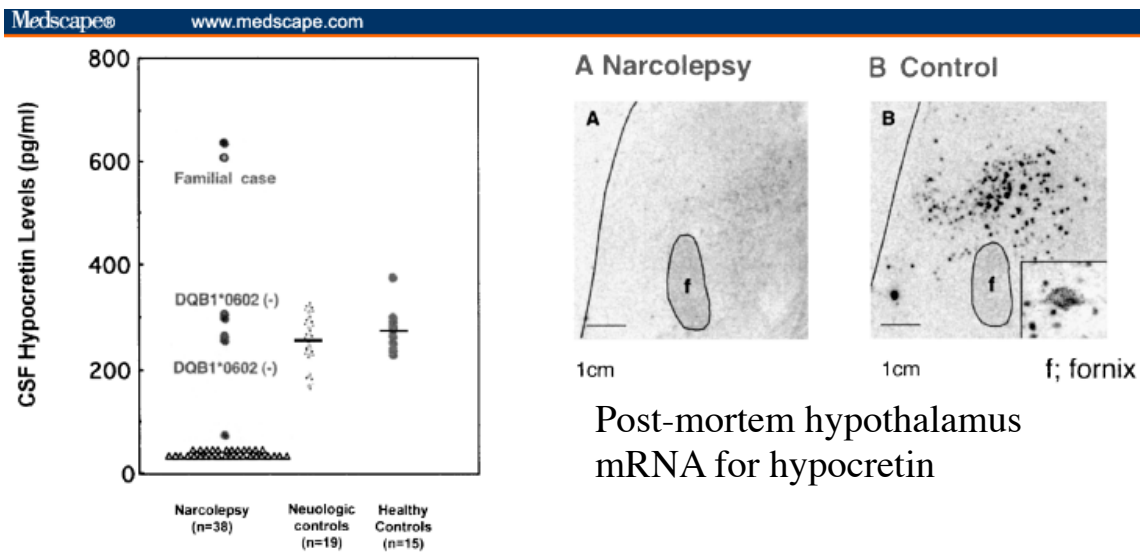 Medscape® www.medscape.com
CSF Hypocretin Levels (pg/ml)
800
600
400
200
0
Familial case
DQB1*0602 (-)
DQB1*0602 (-)
Narcolepsy
(n=38)
Neuologic
controls
(n=19)
Healthy
Controls
(n=15)
A Narcolepsy
A
f
1cm
B Control
B
f
1cm
f; fornix
Post-mortem hypothalamus
mRNA for hypocretin